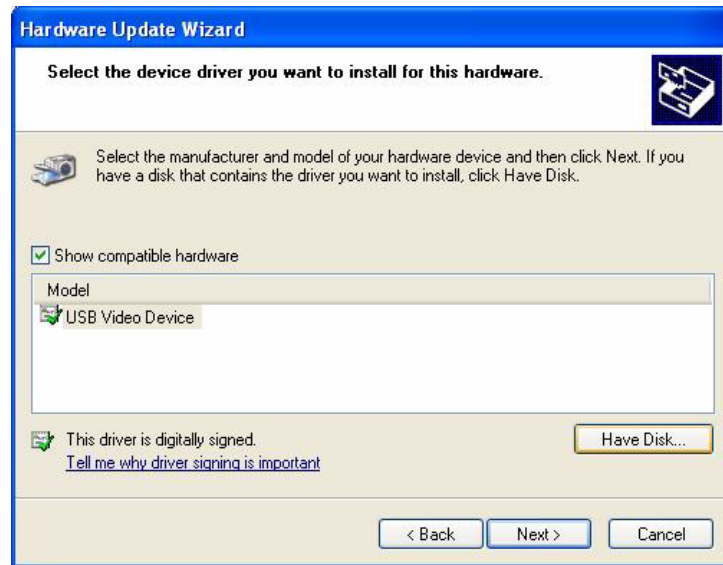 Hardware Update Wizard
Select the device driver you want to install for this hardware.
Select the manufacturer and model of your hardware device and then click Next. If you
have a disk that contains the driver you want to install, click Have Disk.
Show compatible hardware
Model
USB Video Device
This driver is digitally signed.
Have Disk...
Tell me why driver signing is important
< Back
Next >
Cancel